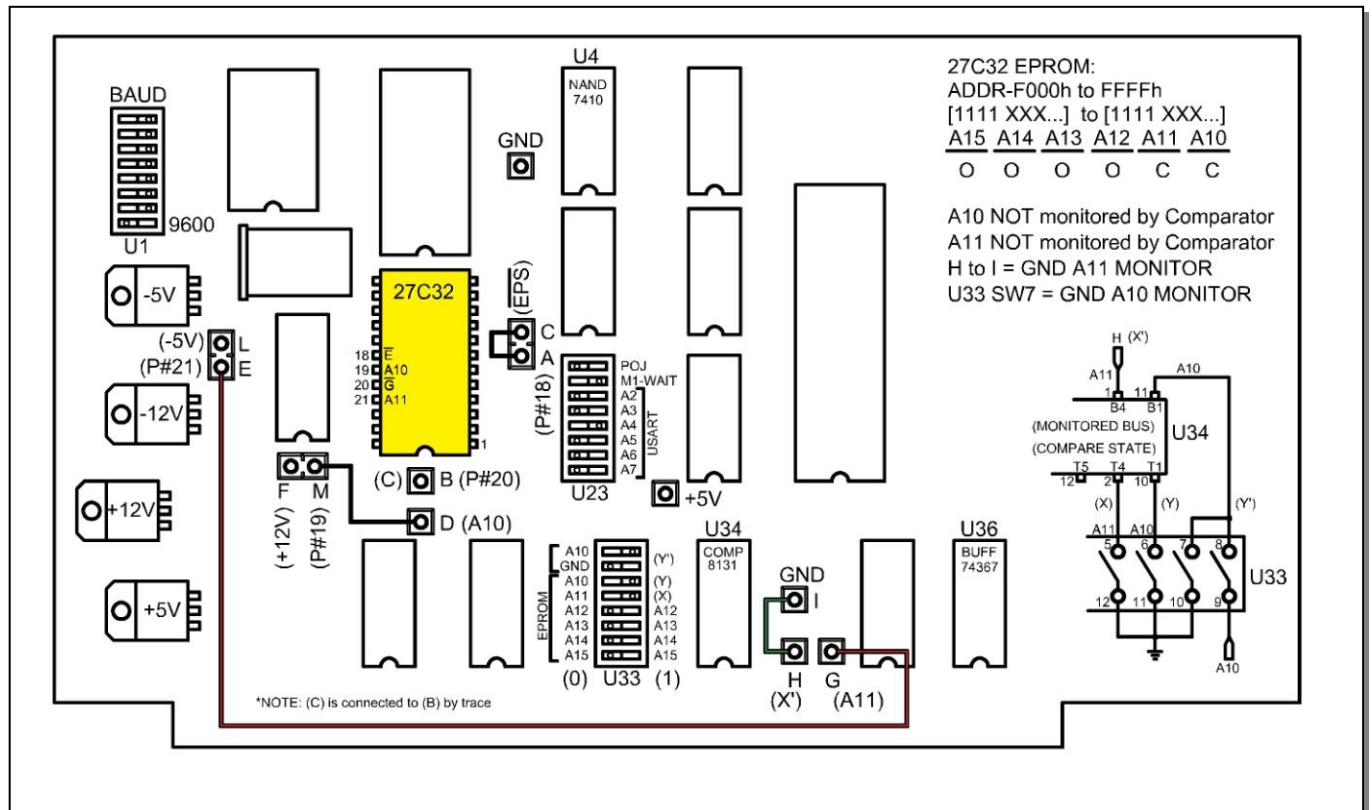 BAUD
9600
U1
-5V
-12V
+12V
+5V
(-5V) L
(P#21) E
27C32
18 E
19 A10
20 G
21 A11
1
GND
(EPS)
C
A
(P#18)
U4
NAND
7410
POJ
M1-WAIT
A2
A3
A4
A5
A6
A7
USART
U23
+5V
F M
(+12V) (P#19)
(C) B (P#20)
D (A10)
A10
GND (Y')
A10 (Y)
A11 (X)
A12 A12
A13 A13
A14 A14
A15 A15
EPROM
(0) U33 (1)
U34
COMP
8131
GND
I
H G
(X') (A11)
U36
BUFF
74367
*NOTE: (C) is connected to (B) by trace
27C32 EPROM:
ADDR-F000h to FFFFh
[1111 XXX...] to [1111 XXX...]
A15 A14 A13 A12 A11 A10
O O O O C C
A10 NOT monitored by Comparator
A11 NOT monitored by Comparator
H to I = GND A11 MONITOR
U33 SW7 = GND A10 MONITOR
H (X')
A11 A10
1 11
B4 B1
(MONITORED BUS)
(COMPARE STATE)
U34
T5 T4 T1
12 2 10
(X) (Y) (Y')
A11 A10
5 6 7 8
U33
12 11 10 9
A10